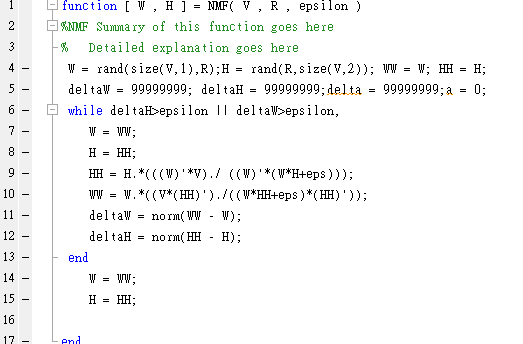 1 function [ W , H ] = NMF( V , R , epsilon )
2 %NMF Summary of this function goes here
3 % Detailed explanation goes here
4 W = rand(size(V,1),R);H = rand(R,size(V,2)); WW = W; HH = H;
5 deltaW = 99999999; deltaH = 99999999;delta = 99999999;a = 0;
6 while deltaH>epsilon || deltaW>epsilon,
7 W = WW;
8 H = HH;
9 HH = H.*(((W)'*V)./ ((W)'*(W*H+eps)));
10 WW = W.*((V*(HH)')./((W*HH+eps)*(HH)'));
11 deltaW = norm(WW - W);
12 deltaH = norm(HH - H);
13 end
14 W = WW;
15 H = HH;
16
17 end